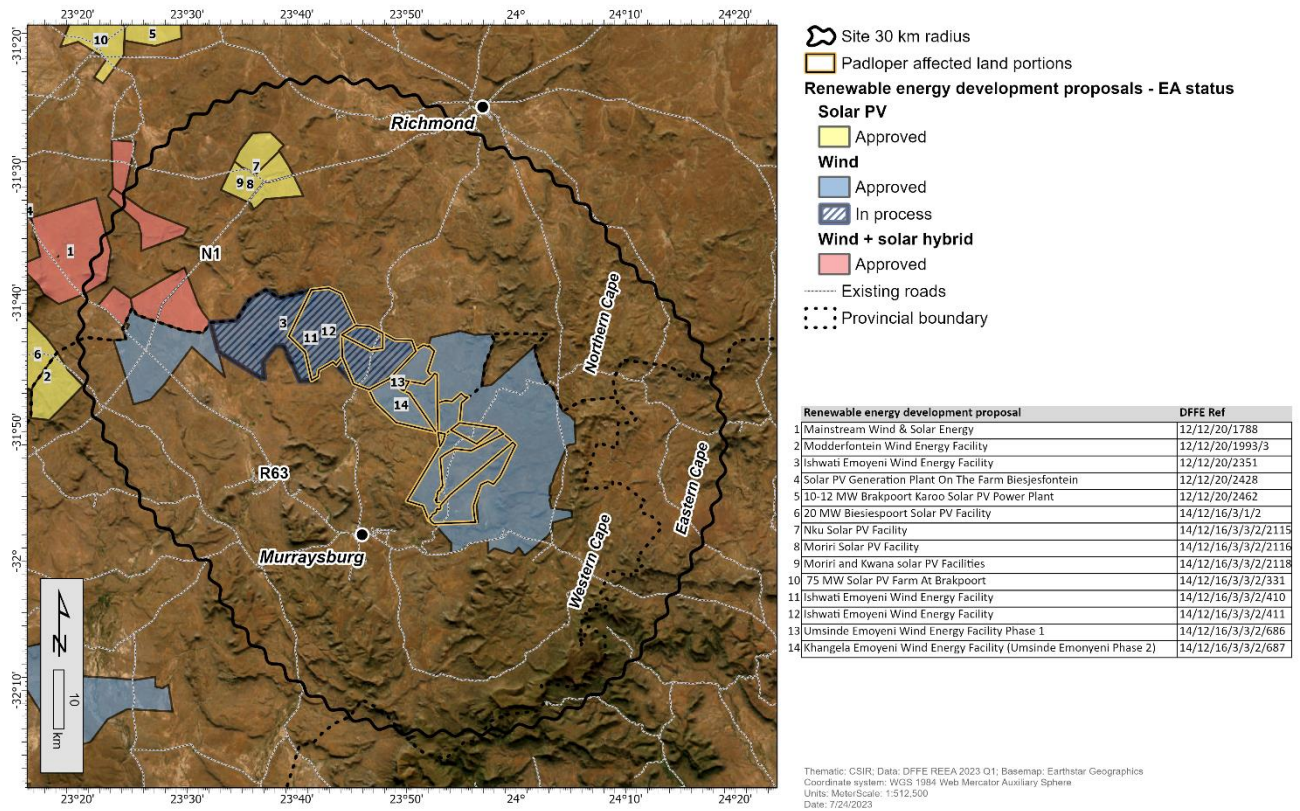 23°20' 23°30' 23°40' 23°50' 24° 24°10' 24°20'
-31°20'
-31°30'
-31°40'
-31°50'
-32°
-32°10'
10
5
Richmond
7
9 8
4
1
N1
3
11
12
6
2
13
14
Northern Cape
R63
Eastern Cape
Murraysburg
Western Cape
N
10
km
23°20' 23°30' 23°40' 23°50' 24° 24°10' 24°20'
Site 30 km radius
Padloper affected land portions
Renewable energy development proposals - EA status
Solar PV
Approved
Wind
Approved
In process
Wind + solar hybrid
Approved
Existing roads
Provincial boundary
Renewable energy development proposal DFFE Ref
1 Mainstream Wind & Solar Energy 12/12/20/1788
2 Modderfontein Wind Energy Facility 12/12/20/1993/3
3 Ishwati Emoyeni Wind Energy Facility 12/12/20/2351
4 Solar PV Generation Plant On The Farm Biesjesfontein 12/12/20/2428
5 10-12 MW Brakpoort Karoo Solar PV Power Plant 12/12/20/2462
6 20 MW Biesiespoort Solar PV Facility 14/12/16/3/1/2
7 Nku Solar PV Facility 14/12/16/3/3/2/2115
8 Moriri Solar PV Facility 14/12/16/3/3/2/2116
9 Moriri and Kwana solar PV Facilities 14/12/16/3/3/2/2118
10 75 MW Solar PV Farm At Brakpoort 14/12/16/3/3/2/331
11 Ishwati Emoyeni Wind Energy Facility 14/12/16/3/3/2/410
12 Ishwati Emoyeni Wind Energy Facility 14/12/16/3/3/2/411
13 Umsinde Emoyeni Wind Energy Facility Phase 1 14/12/16/3/3/2/686
14 Khangela Emoyeni Wind Energy Facility (Umsinde Emonyeni Phase 2) 14/12/16/3/3/2/687
Thematic: CSIR; Data: DFFE REEA 2023 Q1; Basemap: Earthstar Geographics
Coordinate system: WGS 1984 Web Mercator Auxiliary Sphere
Units: MeterScale: 1:512,500
Date: 7/24/2023